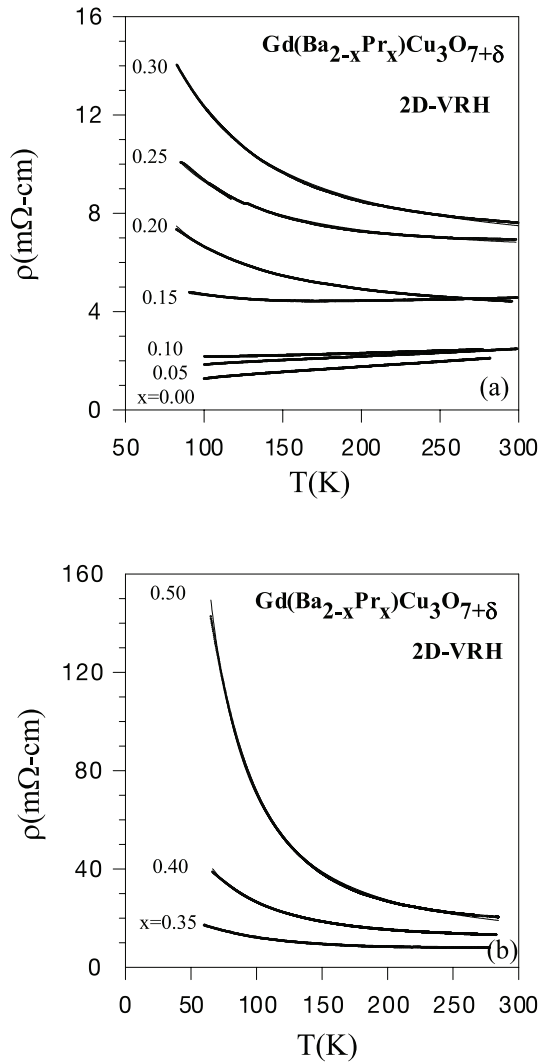 16
Gd(Ba2-xPrx)Cu3O7+δ
0.30
2D-VRH
12
0.25
ρ(mΩ-cm)
8
0.20
0.15
4
0.10
0.05
x=0.00
(a)
0
50 100 150 200 250 300
T(K)
160
0.50
Gd(Ba2-xPrx)Cu3O7+δ
2D-VRH
120
ρ(mΩ-cm)
80
40
0.40
x=0.35
(b)
0
0 50 100 150 200 250 300
T(K)